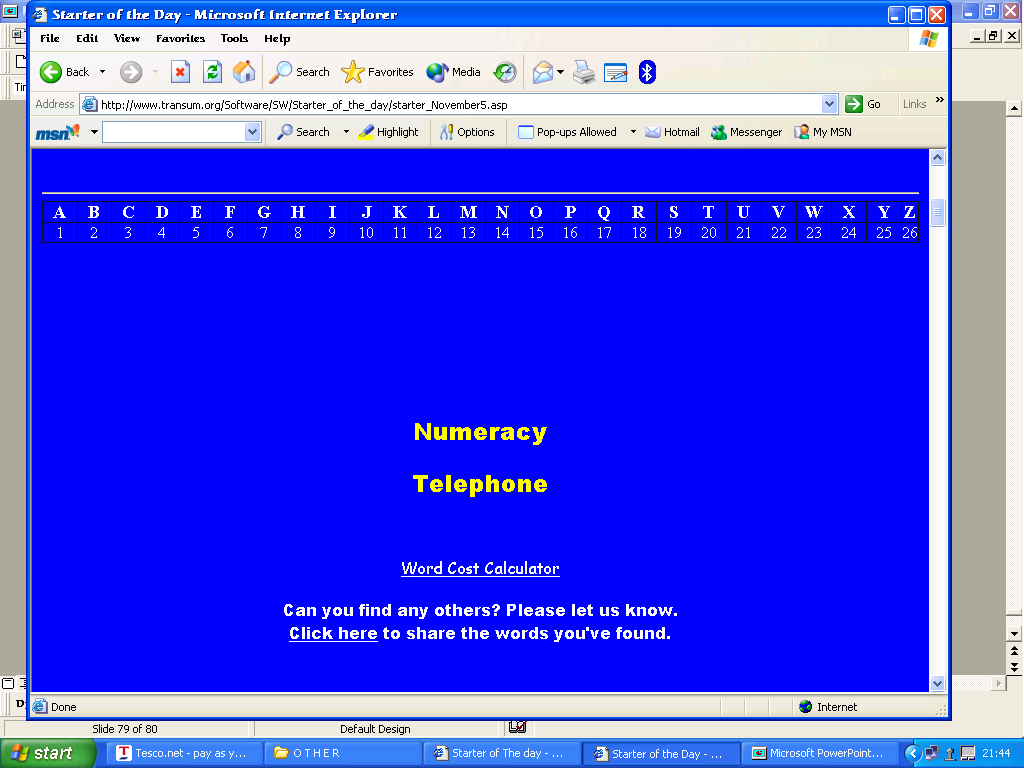 Starter of the Day - Microsoft Internet Explorer
File Edit View Favorites Tools Help
Back Search Favorites Media
Address http://www.transum.org/Software/SW/Starter_of_the_day/starter_November5.asp Go Links »
msn Search Highlight Options Pop-ups Allowed Hotmail Messenger My MSN
A B C D E F G H I J K L M N O P Q R S T U V W X Y Z
1 2 3 4 5 6 7 8 9 10 11 12 13 14 15 16 17 18 19 20 21 22 23 24 25 26
Numeracy
Telephone
Word Cost Calculator
Can you find any others? Please let us know.
Click here to share the words you've found.
Done Internet
Slide 79 of 80 Default Design
start Tesco.net - pay as y... O T H E R Starter of The day - ... Starter of the Day - ... Microsoft PowerPoint... 21:44